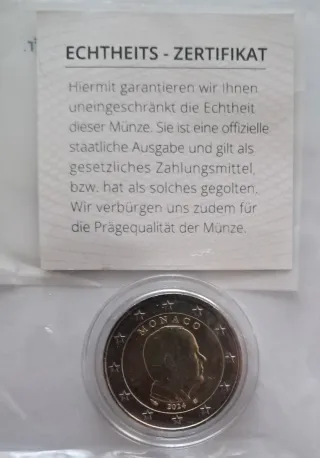 ECHTHEITS - ZERTIFIKAT
Hiermit garantieren wir Ihnen
uneingeschränkt die Echtheit
dieser Münze. Sie ist eine offizielle
staatliche Ausgabe und gilt als
gesetzliches Zahlungsmittel,
bzw. hat als solches gegolten.
Wir verbürgen uns zudem für
die Prägequalität der Münze.
MONACO
2024